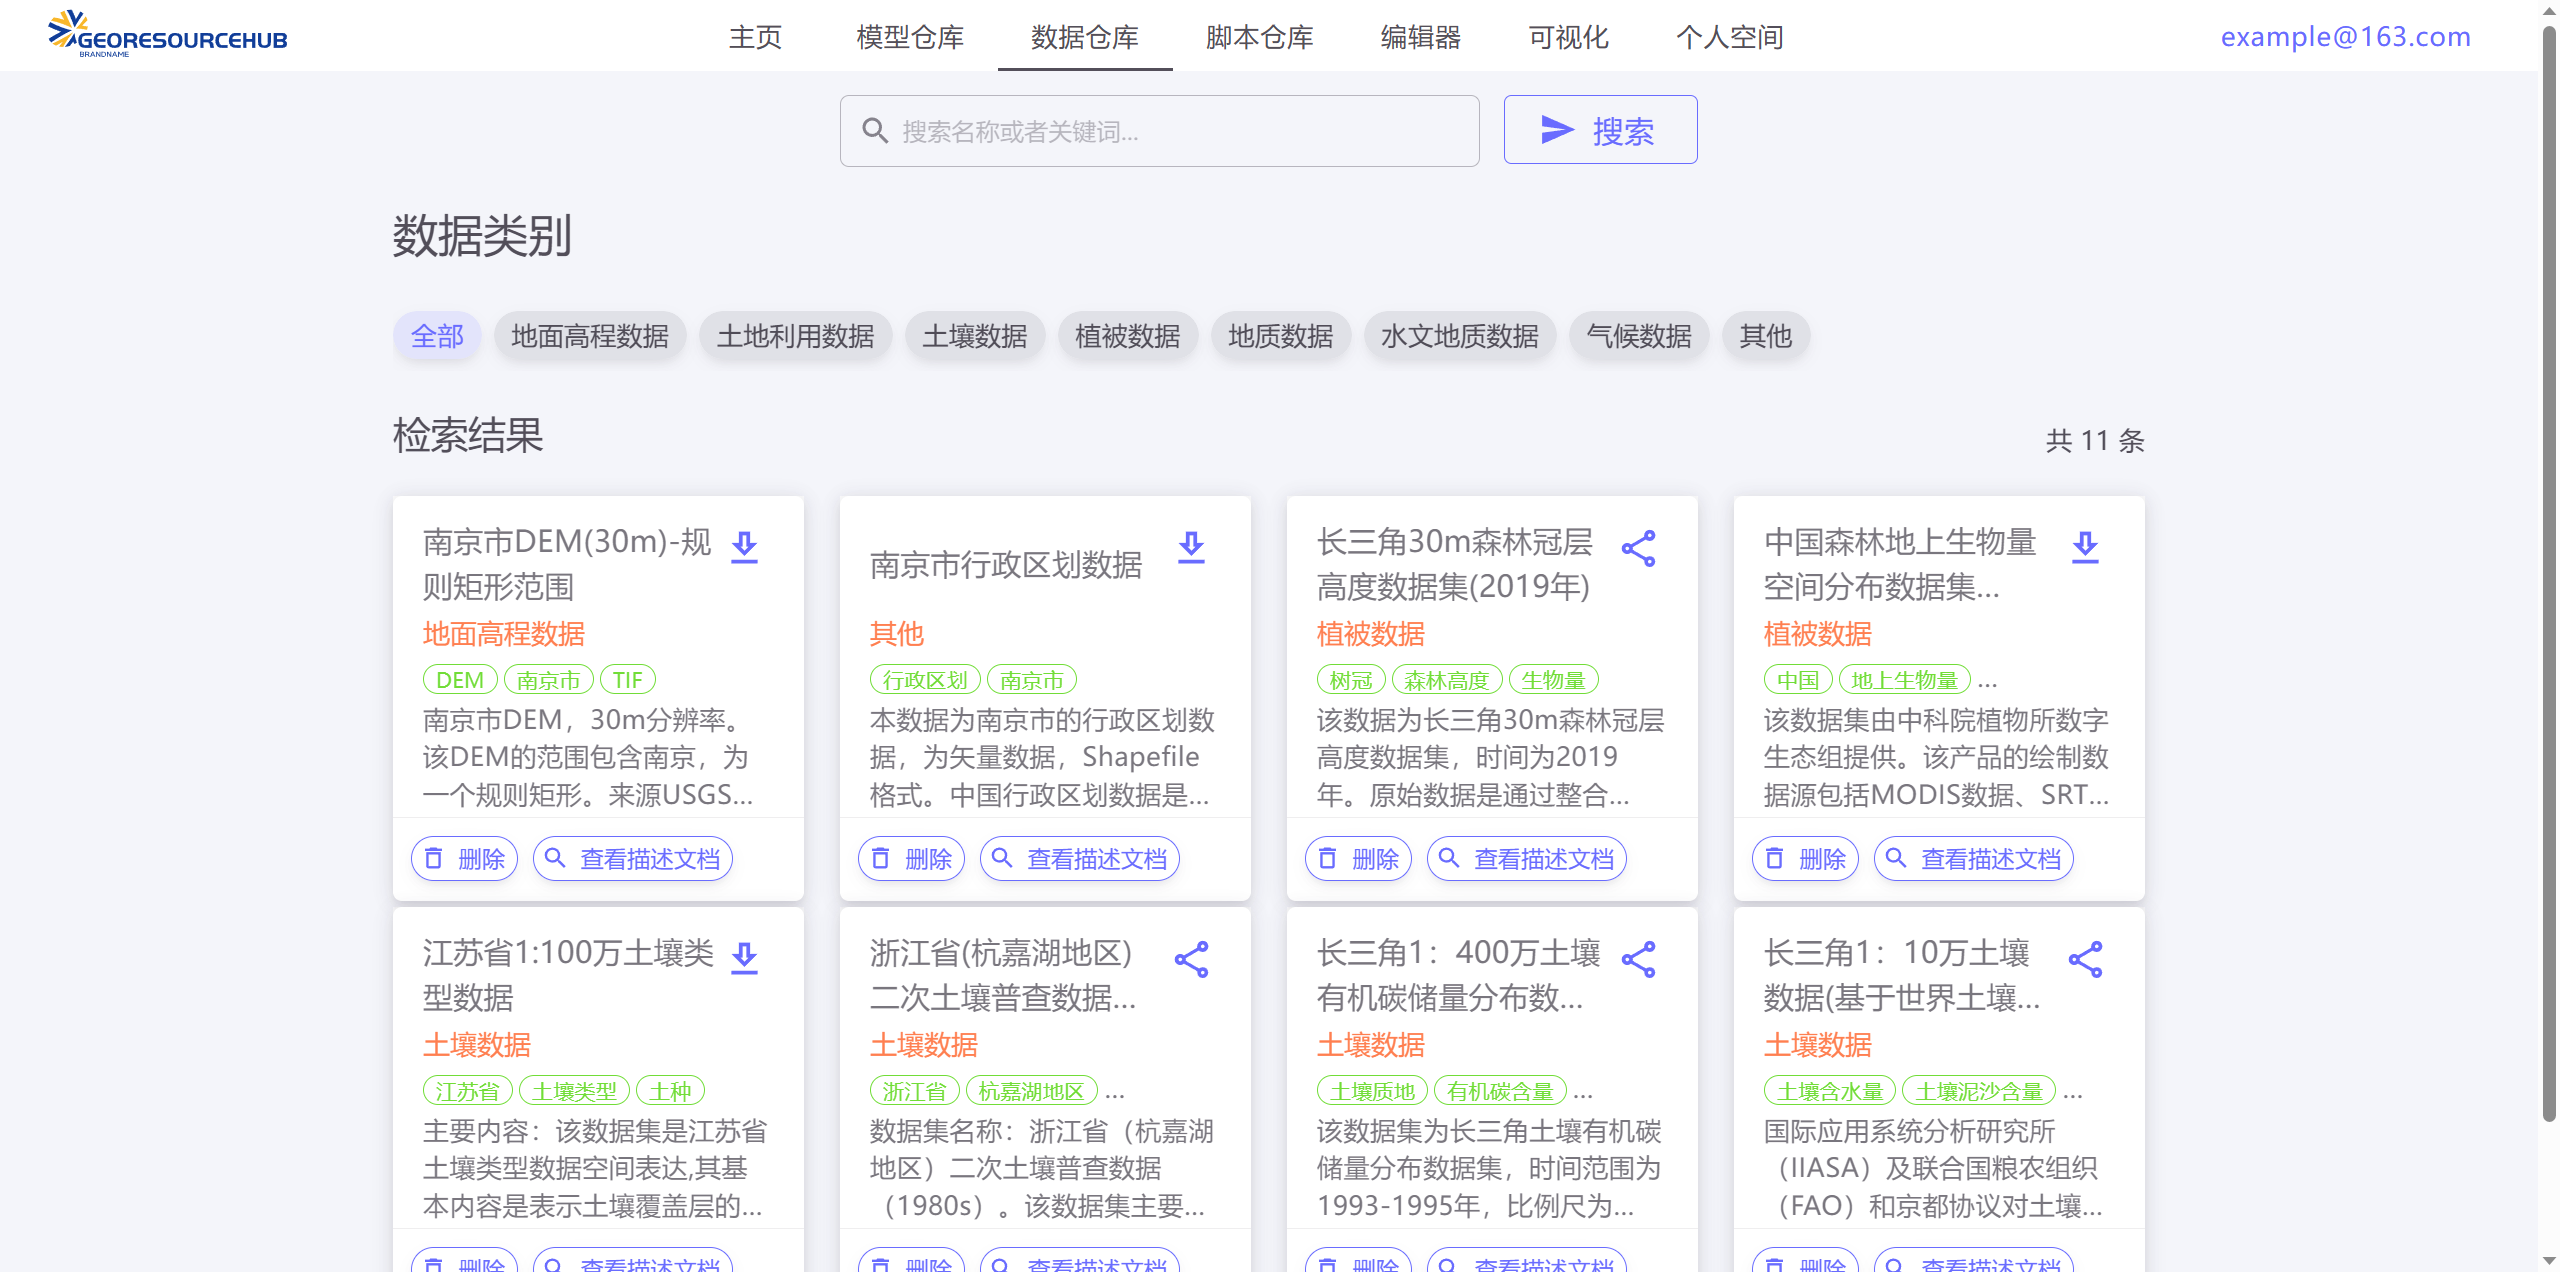 GEORESOURCEHUB
BRANDNAME
主页
模型仓库
数据仓库
脚本仓库
编辑器
可视化
个人空间
example@163.com
搜索名称或者关键词...
搜索
数据类别
全部
地面高程数据
土地利用数据
土壤数据
植被数据
地质数据
水文地质数据
气候数据
其他
检索结果
共 11 条
南京市DEM(30m)-规
则矩形范围
地面高程数据
DEM
南京市
TIF
南京市DEM，30m分辨率。
该DEM的范围包含南京，为
一个规则矩形。来源USGS...
删除
查看描述文档
南京市行政区划数据
其他
行政区划
南京市
本数据为南京市的行政区划数
据，为矢量数据，Shapefile
格式。中国行政区划数据是...
删除
查看描述文档
长三角30m森林冠层
高度数据集(2019年)
植被数据
树冠
森林高度
生物量
该数据为长三角30m森林冠层
高度数据集，时间为2019
年。原始数据是通过整合...
删除
查看描述文档
中国森林地上生物量
空间分布数据集...
植被数据
中国
地上生物量
...
该数据集由中科院植物所数字
生态组提供。该产品的绘制数
据源包括MODIS数据、SRT...
删除
查看描述文档
江苏省1:100万土壤类
型数据
土壤数据
江苏省
土壤类型
土种
主要内容：该数据集是江苏省
土壤类型数据空间表达,其基
本内容是表示土壤覆盖层的...
删除
查看描述文档
浙江省(杭嘉湖地区)
二次土壤普查数据...
土壤数据
浙江省
杭嘉湖地区
...
数据集名称：浙江省（杭嘉湖
地区）二次土壤普查数据
（1980s）。该数据集主要...
删除
查看描述文档
长三角1：400万土壤
有机碳储量分布数...
土壤数据
土壤质地
有机碳含量
...
该数据集为长三角土壤有机碳
储量分布数据集，时间范围为
1993-1995年，比例尺为...
删除
查看描述文档
长三角1：10万土壤
数据(基于世界土壤...
土壤数据
土壤含水量
土壤泥沙含量
...
国际应用系统分析研究所
（IIASA）及联合国粮农组织
（FAO）和京都协议对土壤...
删除
查看描述文档